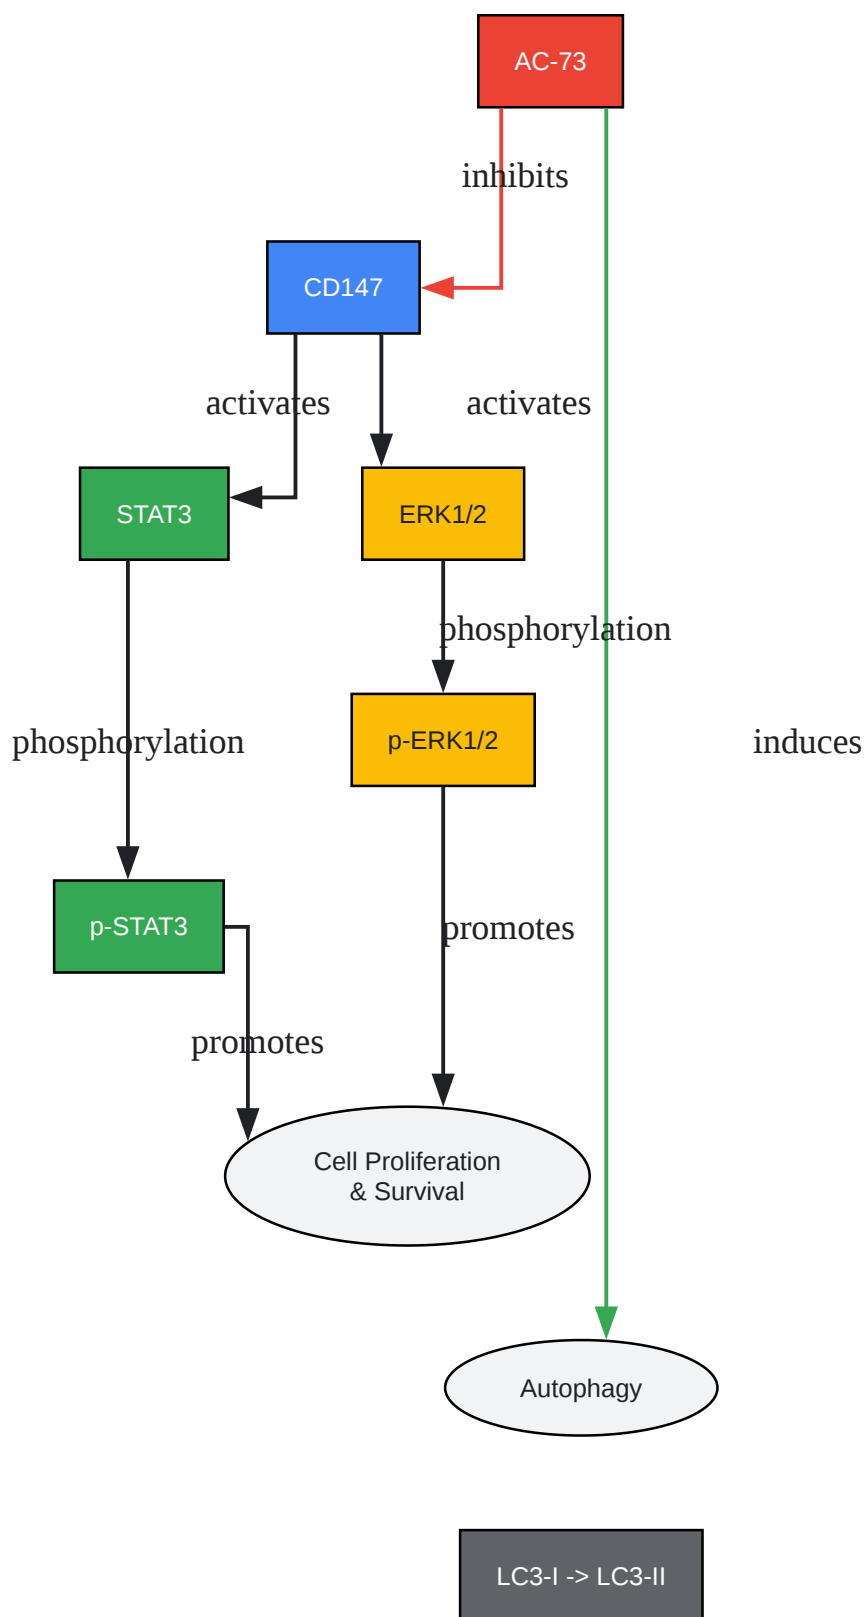 AC-73
inhibits
CD147
activates
activates
STAT3
ERK1/2
phosphorylation
p-ERK1/2
phosphorylation
induces
p-STAT3
promotes
promotes
Cell Proliferation
& Survival
Autophagy
LC3-I -> LC3-II